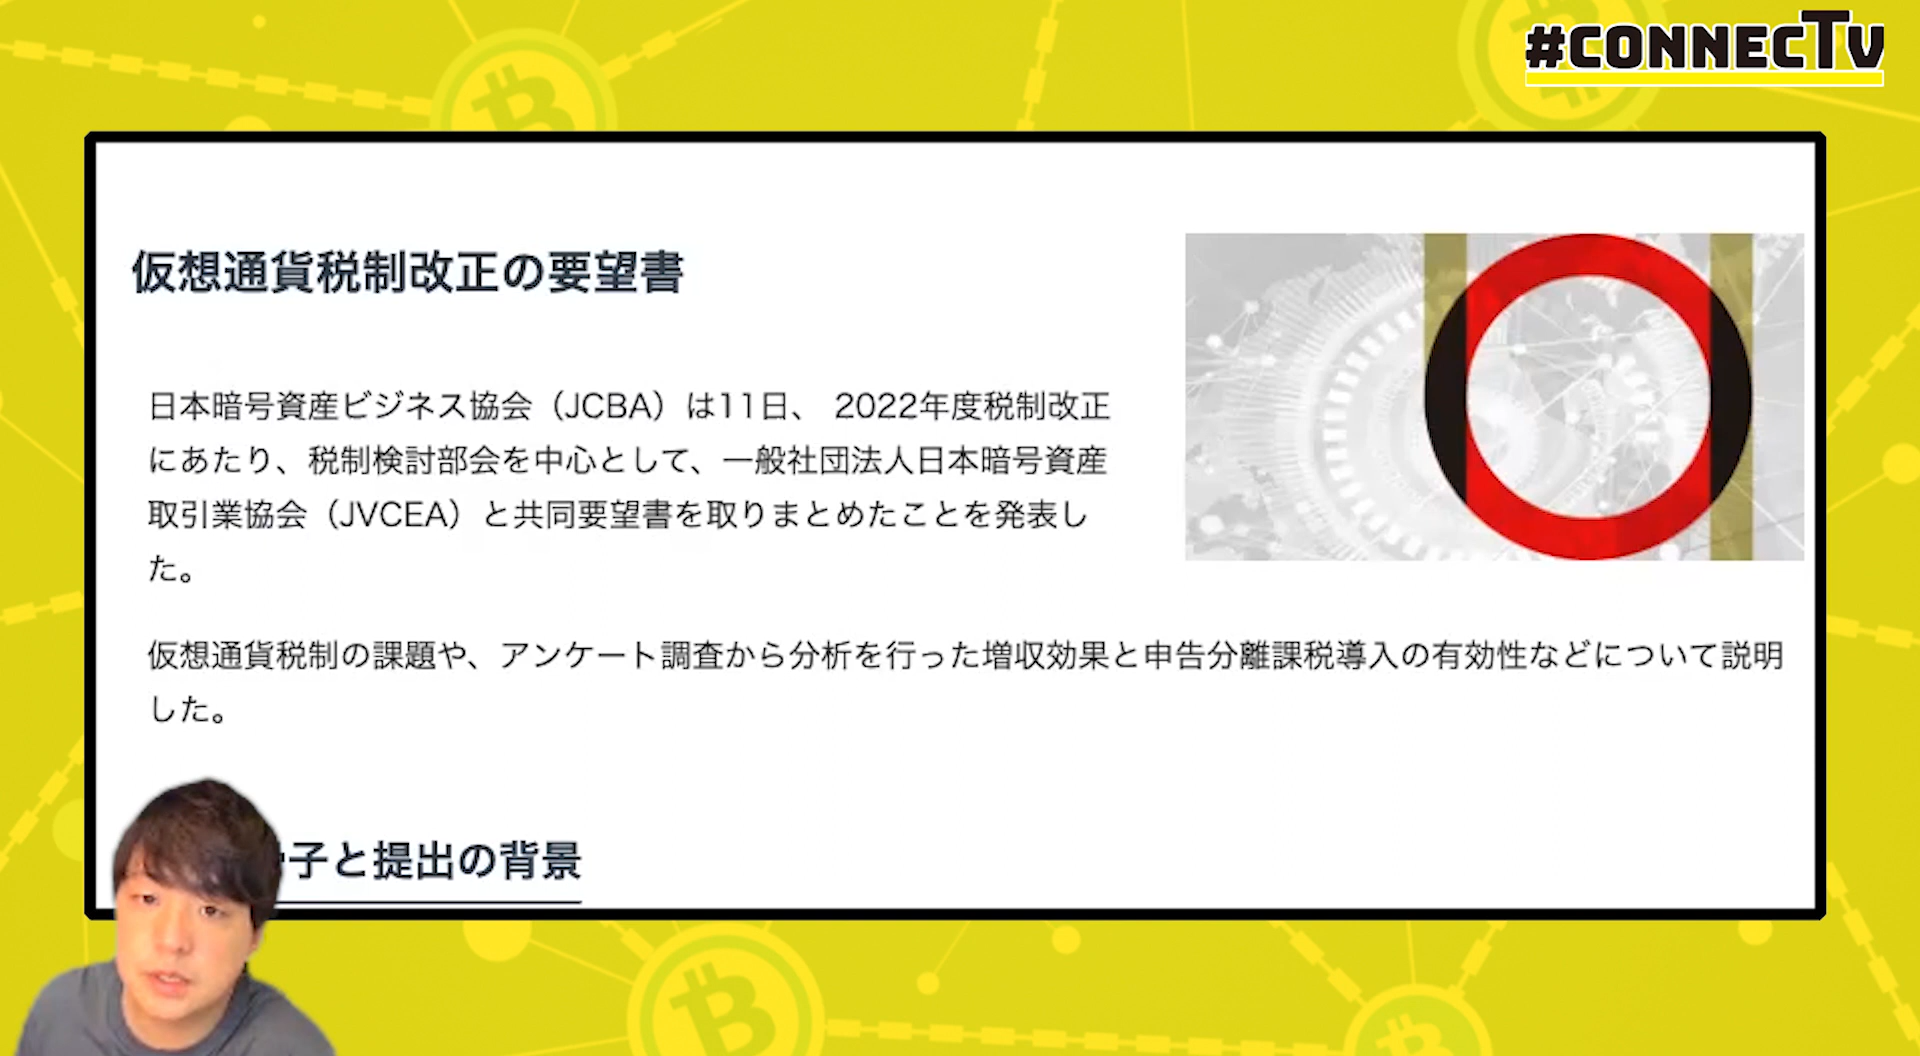 #CONNECTV
仮想通貨税制改正の要望書
日本暗号資産ビジネス協会（JCBA）は11日、 2022年度税制改正
にあたり、税制検討部会を中心として、一般社団法人日本暗号資産
取引業協会（JVCEA）と共同要望書を取りまとめたことを発表し
た。
仮想通貨税制の課題や、アンケート調査から分析を行った増収効果と申告分離課税導入の有効性などについて説明
した。
子と提出の背景